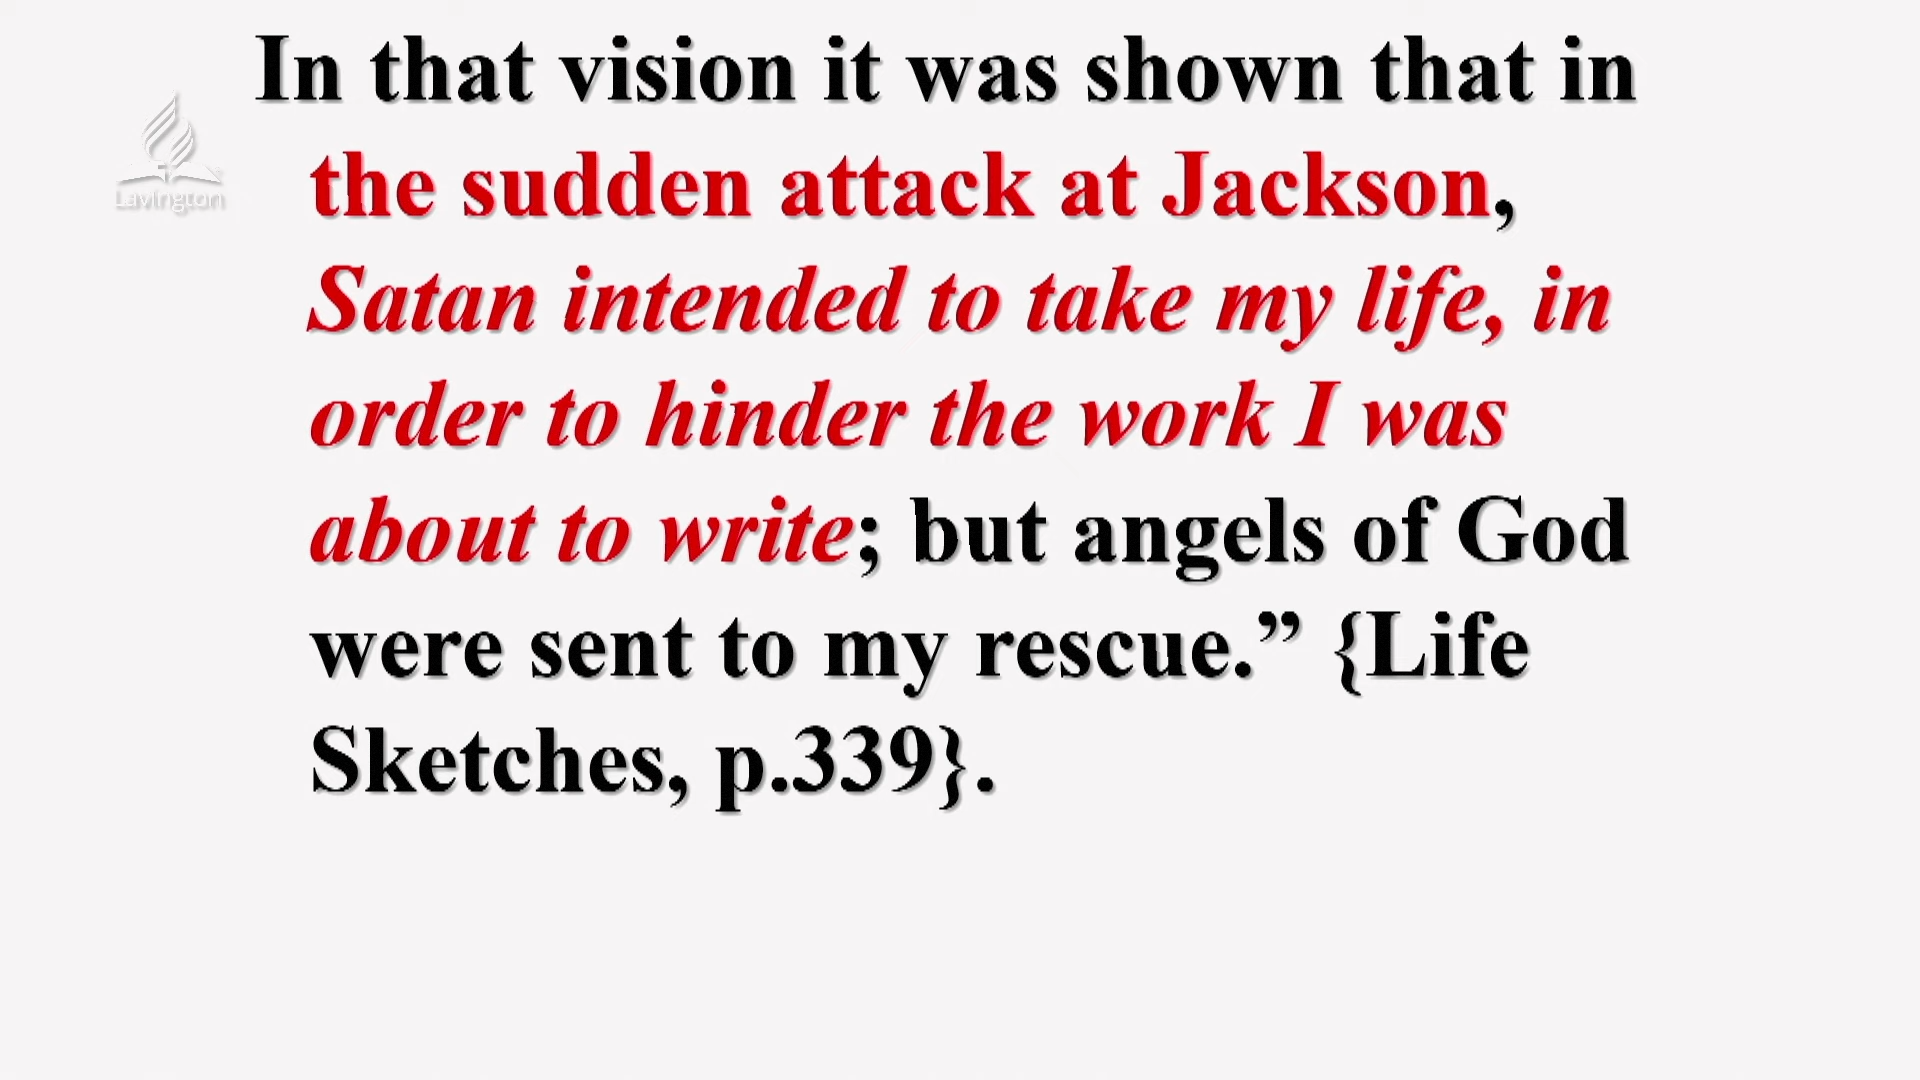 In that vision it was shown that in
the sudden attack at Jackson,
Satan intended to take my life, in
order to hinder the work I was
about to write; but angels of God
were sent to my rescue.” {Life
Sketches, p.339}.
Lavington